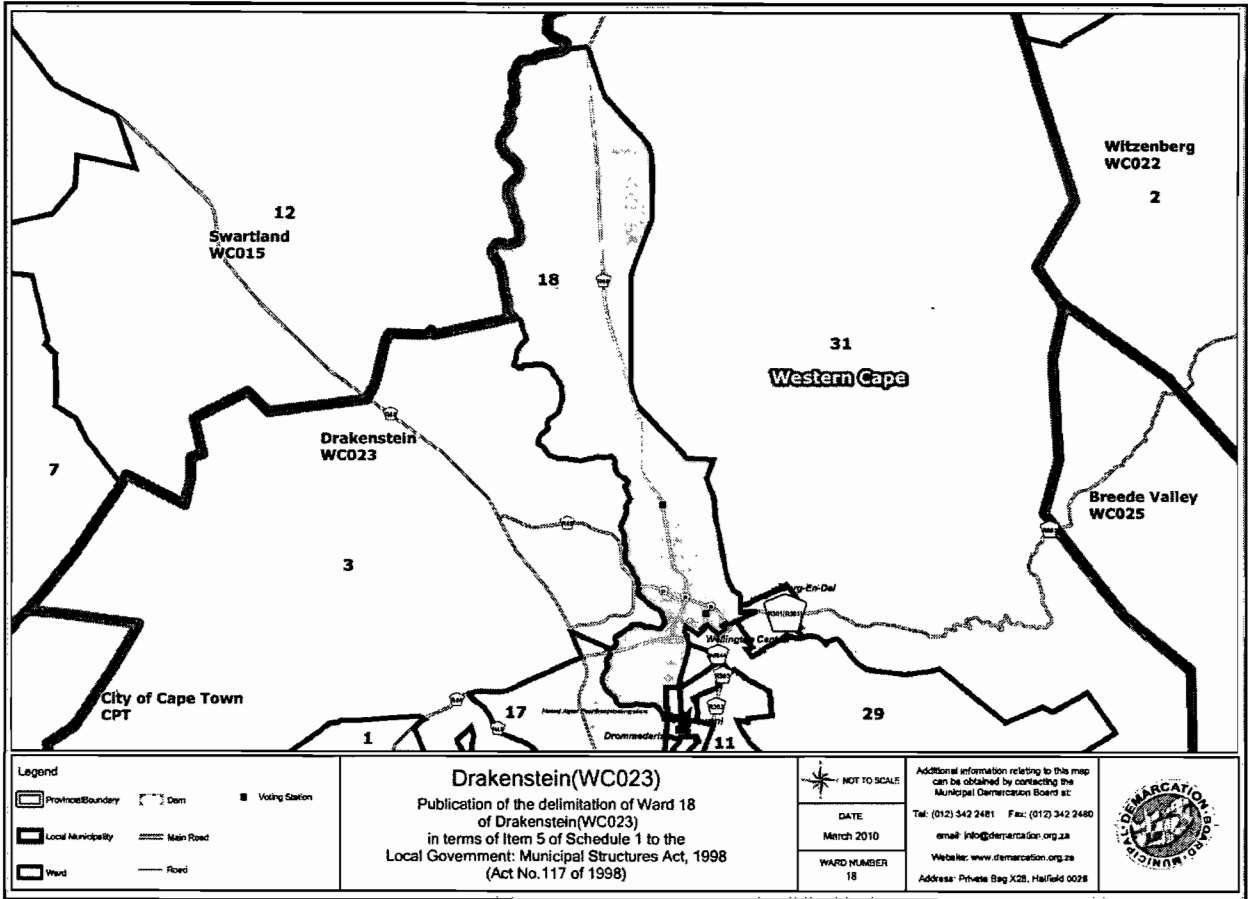 Witzenberg
WC022
2
12
Swartland
WC015
18
31
Western Cape
Drakenstein
WC023
7
Breede Valley
WC025
3
City of Cape Town
CPT
17
1
29
11
Legend
ProvincialBoundary
Dam
Voting Station
Local Municipality
Main Road
Ward
Road
Drakenstein(WC023)
Publication of the delimitation of Ward 18
of Drakenstein(WC023)
in terms of Item 5 of Schedule 1 to the
Local Government: Municipal Structures Act, 1998
(Act No.117 of 1998)
NOT TO SCALE
DATE
March 2010
WARD NUMBER
18
Additional information relating to this map
can be obtained by contacting the
Municipal Demarcation Board at:
Tel: (012) 342 2481 Fax: (012) 342 2480
email: info@demarcation.org.za
Website: www.demarcation.org.za
Address: Private Bag X28, Hatfield 0028
MUNICIPAL DEMARCATION BOARD